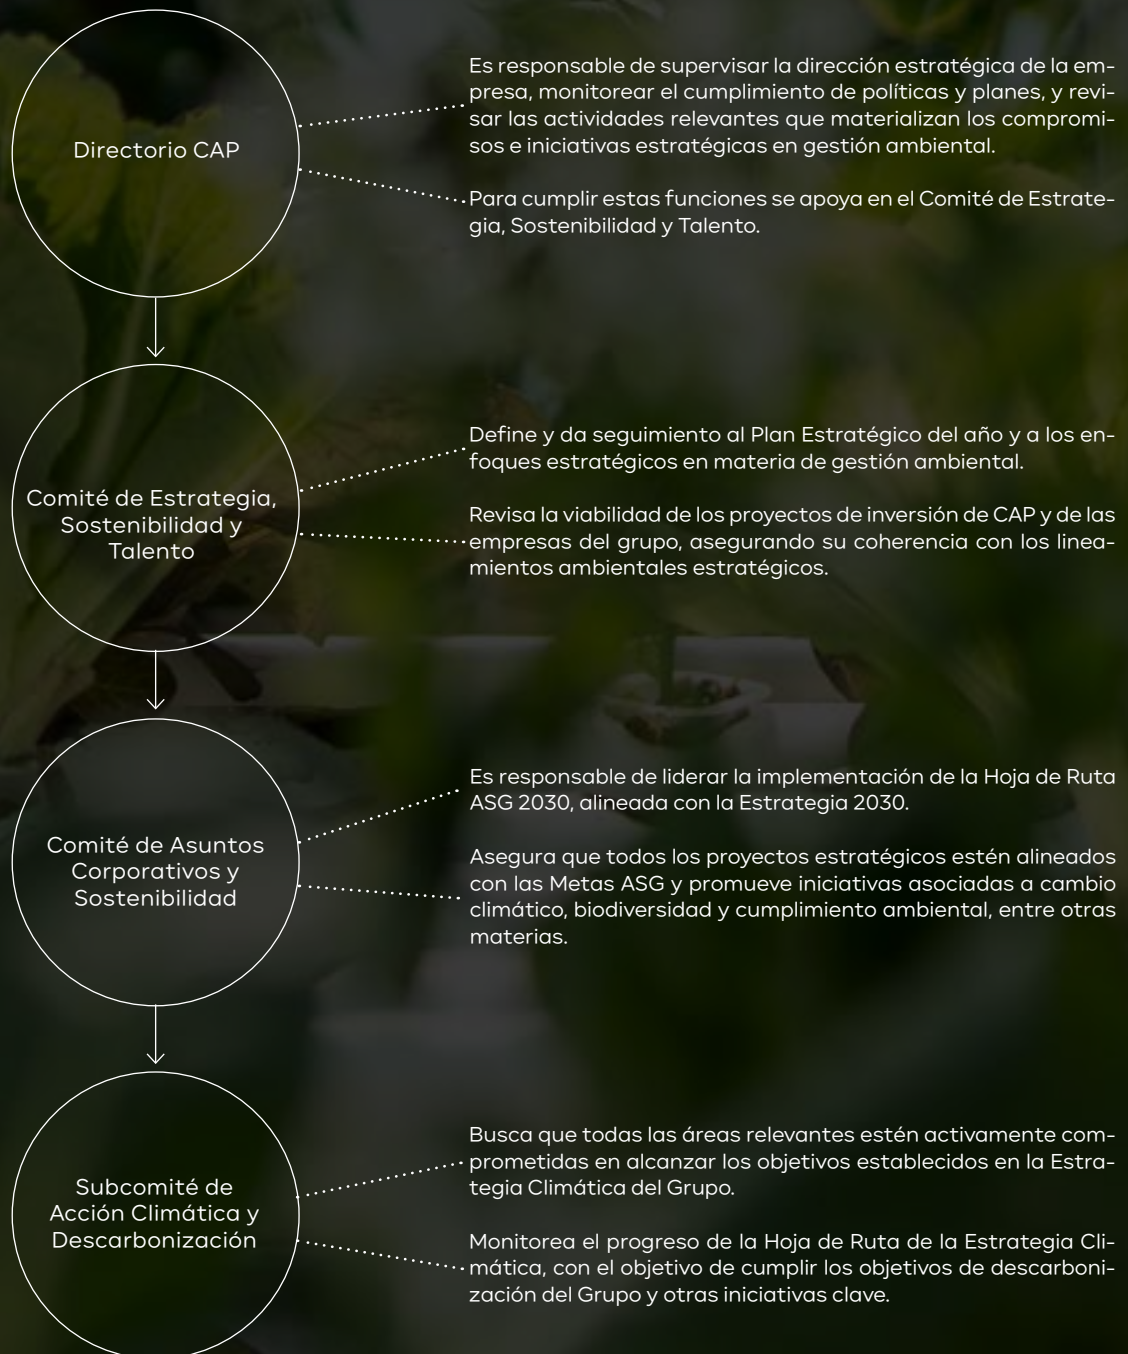 Directorio CAP
Es responsable de supervisar la dirección estratégica de la em-
presa, monitorear el cumplimiento de políticas y planes, y revi-
sar las actividades relevantes que materializan los compromi-
sos e iniciativas estratégicas en gestión ambiental.
Para cumplir estas funciones se apoya en el Comité de Estrate-
gia, Sostenibilidad y Talento.
Comité de Estrategia,
Sostenibilidad y
Talento
Define y da seguimiento al Plan Estratégico del año y a los en-
foques estratégicos en materia de gestión ambiental.
Revisa la viabilidad de los proyectos de inversión de CAP y de las
empresas del grupo, asegurando su coherencia con los linea-
mientos ambientales estratégicos.
Comité de Asuntos
Corporativos y
Sostenibilidad
Es responsable de liderar la implementación de la Hoja de Ruta
ASG 2030, alineada con la Estrategia 2030.
Asegura que todos los proyectos estratégicos estén alineados
con las Metas ASG y promueve iniciativas asociadas a cambio
climático, biodiversidad y cumplimiento ambiental, entre otras
materias.
Subcomité de
Acción Climática y
Descarbonización
Busca que todas las áreas relevantes estén activamente com-
prometidas en alcanzar los objetivos establecidos en la Estra-
tegia Climática del Grupo.
Monitorea el progreso de la Hoja de Ruta de la Estrategia Cli-
mática, con el objetivo de cumplir los objetivos de descarboni-
zación del Grupo y otras iniciativas clave.